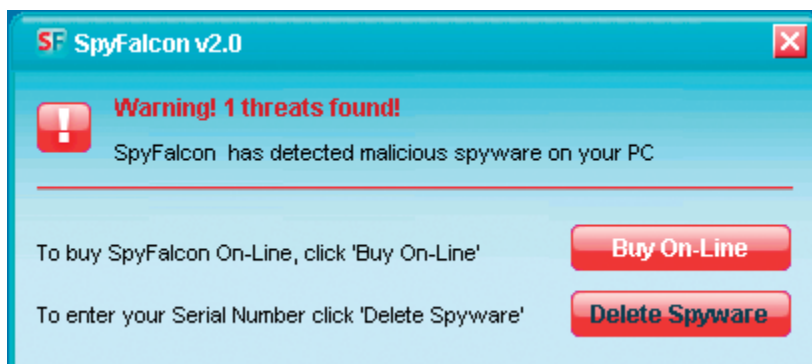 SF SpyFalcon v2.0
Warning! 1 threats found!
SpyFalcon has detected malicious spyware on your PC
To buy SpyFalcon On-Line, click 'Buy On-Line'
Buy On-Line
To enter your Serial Number click 'Delete Spyware'
Delete Spyware